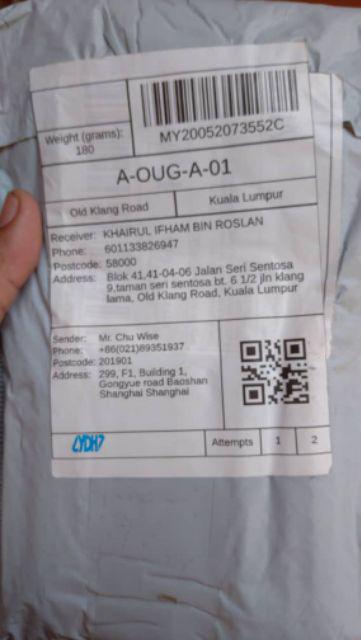 Weight (grams):
180
MY20052073552C
A-OUG-A-01
Old Klang Road
Kuala Lumpur
Receiver: KHAIRUL IFHAM BIN ROSLAN
Phone: 601133826947
Postcode: 58000
Address: Blok 41,41-04-06 Jalan Seri Sentosa
9,taman seri sentosa bt. 6 1/2 jln klang
lama, Old Klang Road, Kuala Lumpur
Sender: Mr. Chu Wise
Phone: +86(021)89351937
Postcode: 201901
Address: 299, F1, Building 1,
Gongyue road Baoshan
Shanghai Shanghai
LYDH7
Attempts 1 2